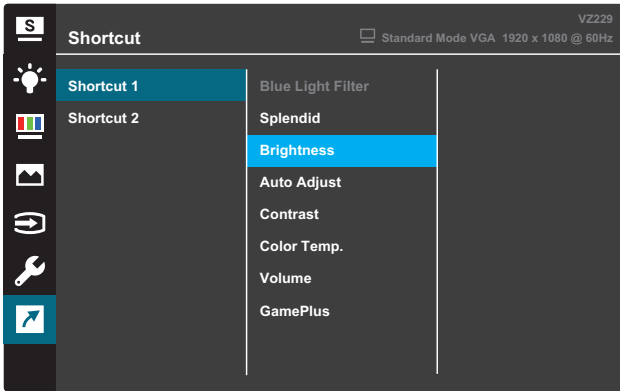 S
VZ229
Shortcut
Standard Mode VGA 1920 x 1080 @ 60Hz
Shortcut 1
Shortcut 2
Blue Light Filter
Splendid
Brightness
Auto Adjust
Contrast
Color Temp.
Volume
GamePlus